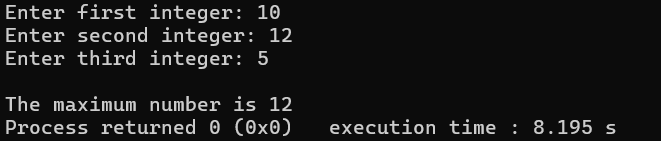 Enter first integer: 10
Enter second integer: 12
Enter third integer: 5
The maximum number is 12
Process returned 0 (0x0)   execution time : 8.195 s